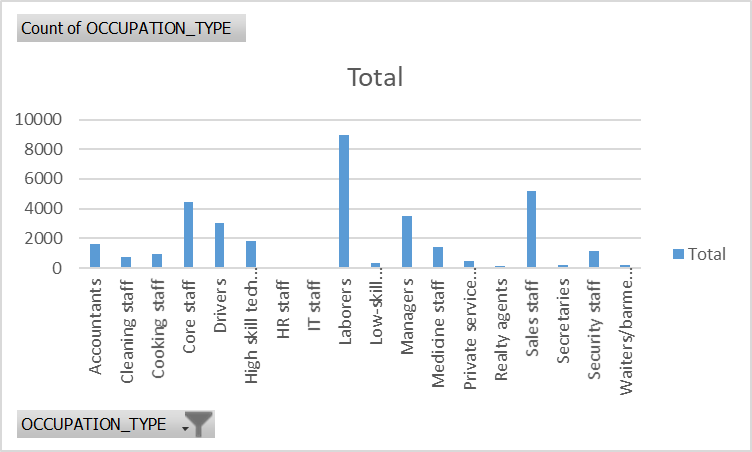 Count of OCCUPATION_TYPE
Total
10000
8000
6000
4000
2000
0
Accountants
Cleaning staff
Cooking staff
Core staff
Drivers
High skill tech...
HR staff
IT staff
Laborers
Low-skill...
Managers
Medicine staff
Private service...
Realty agents
Sales staff
Secretaries
Security staff
Waiters/barme...
Total
OCCUPATION_TYPE